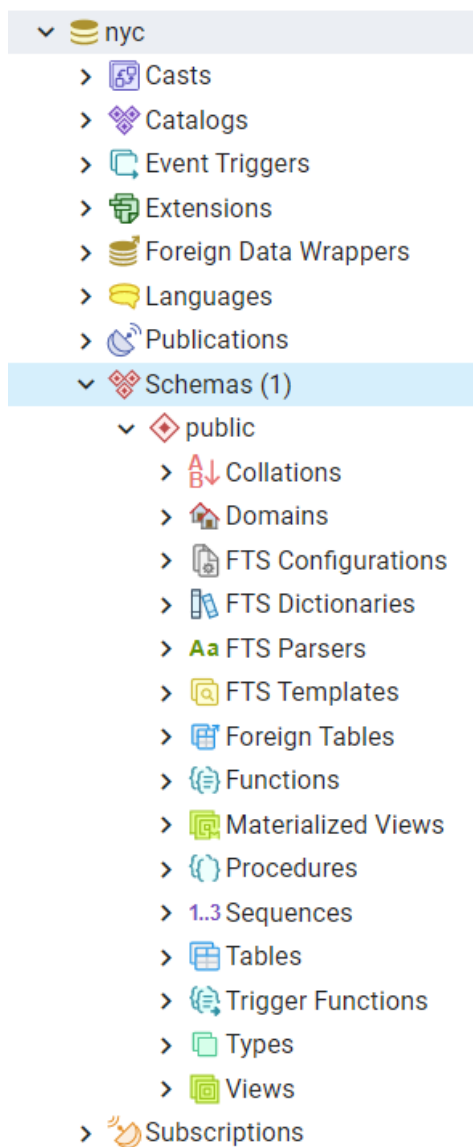 nyc
Casts
Catalogs
Event Triggers
Extensions
Foreign Data Wrappers
Languages
Publications
Schemas (1)
public
Collations
Domains
FTS Configurations
FTS Dictionaries
Aa FTS Parsers
FTS Templates
Foreign Tables
Functions
Materialized Views
Procedures
1..3 Sequences
Tables
Trigger Functions
Types
Views
Subscriptions